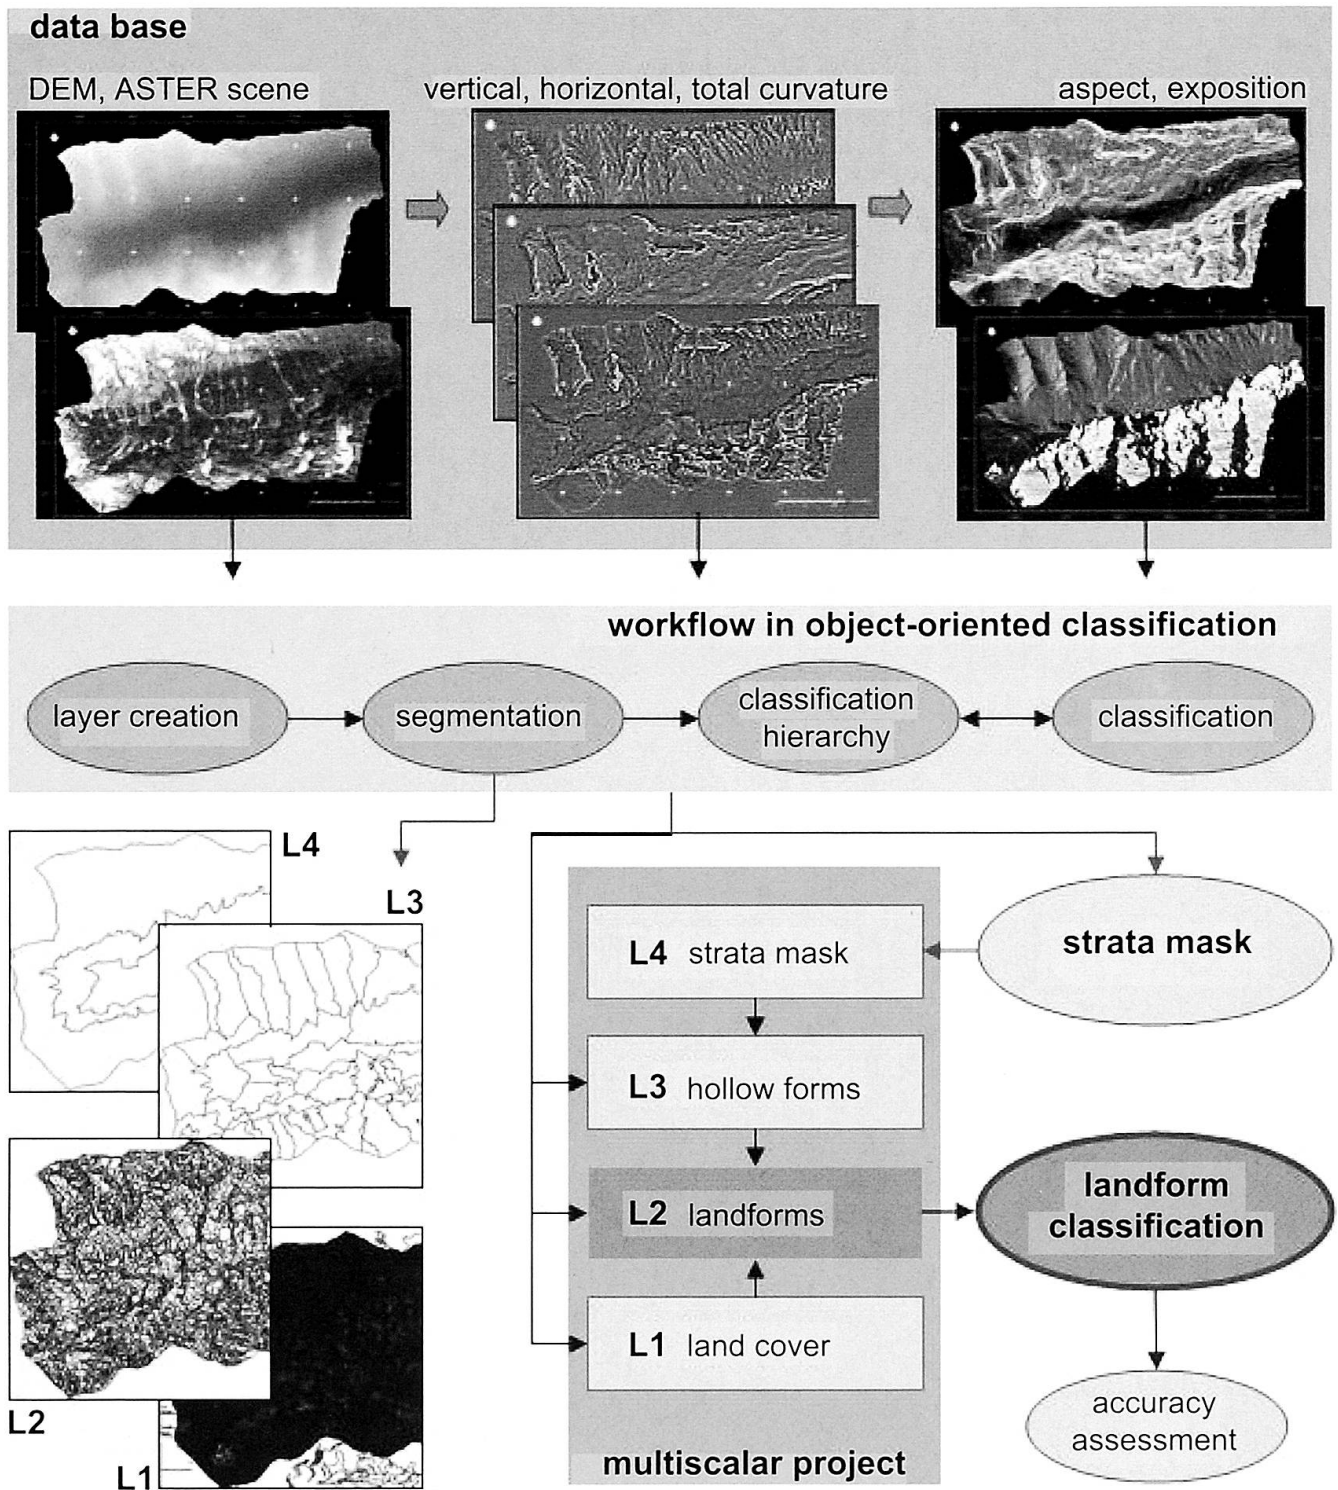 data base
DEM, ASTER scene
vertical, horizontal, total curvature
aspect, exposition
workflow in object-oriented classification
layer creation
segmentation
classification
hierarchy
classification
L4
L3
L2
L1
L4 strata mask
L3 hollow forms
L2 landforms
L1 land cover
multiscalar project
strata mask
landform
classification
accuracy
assessment